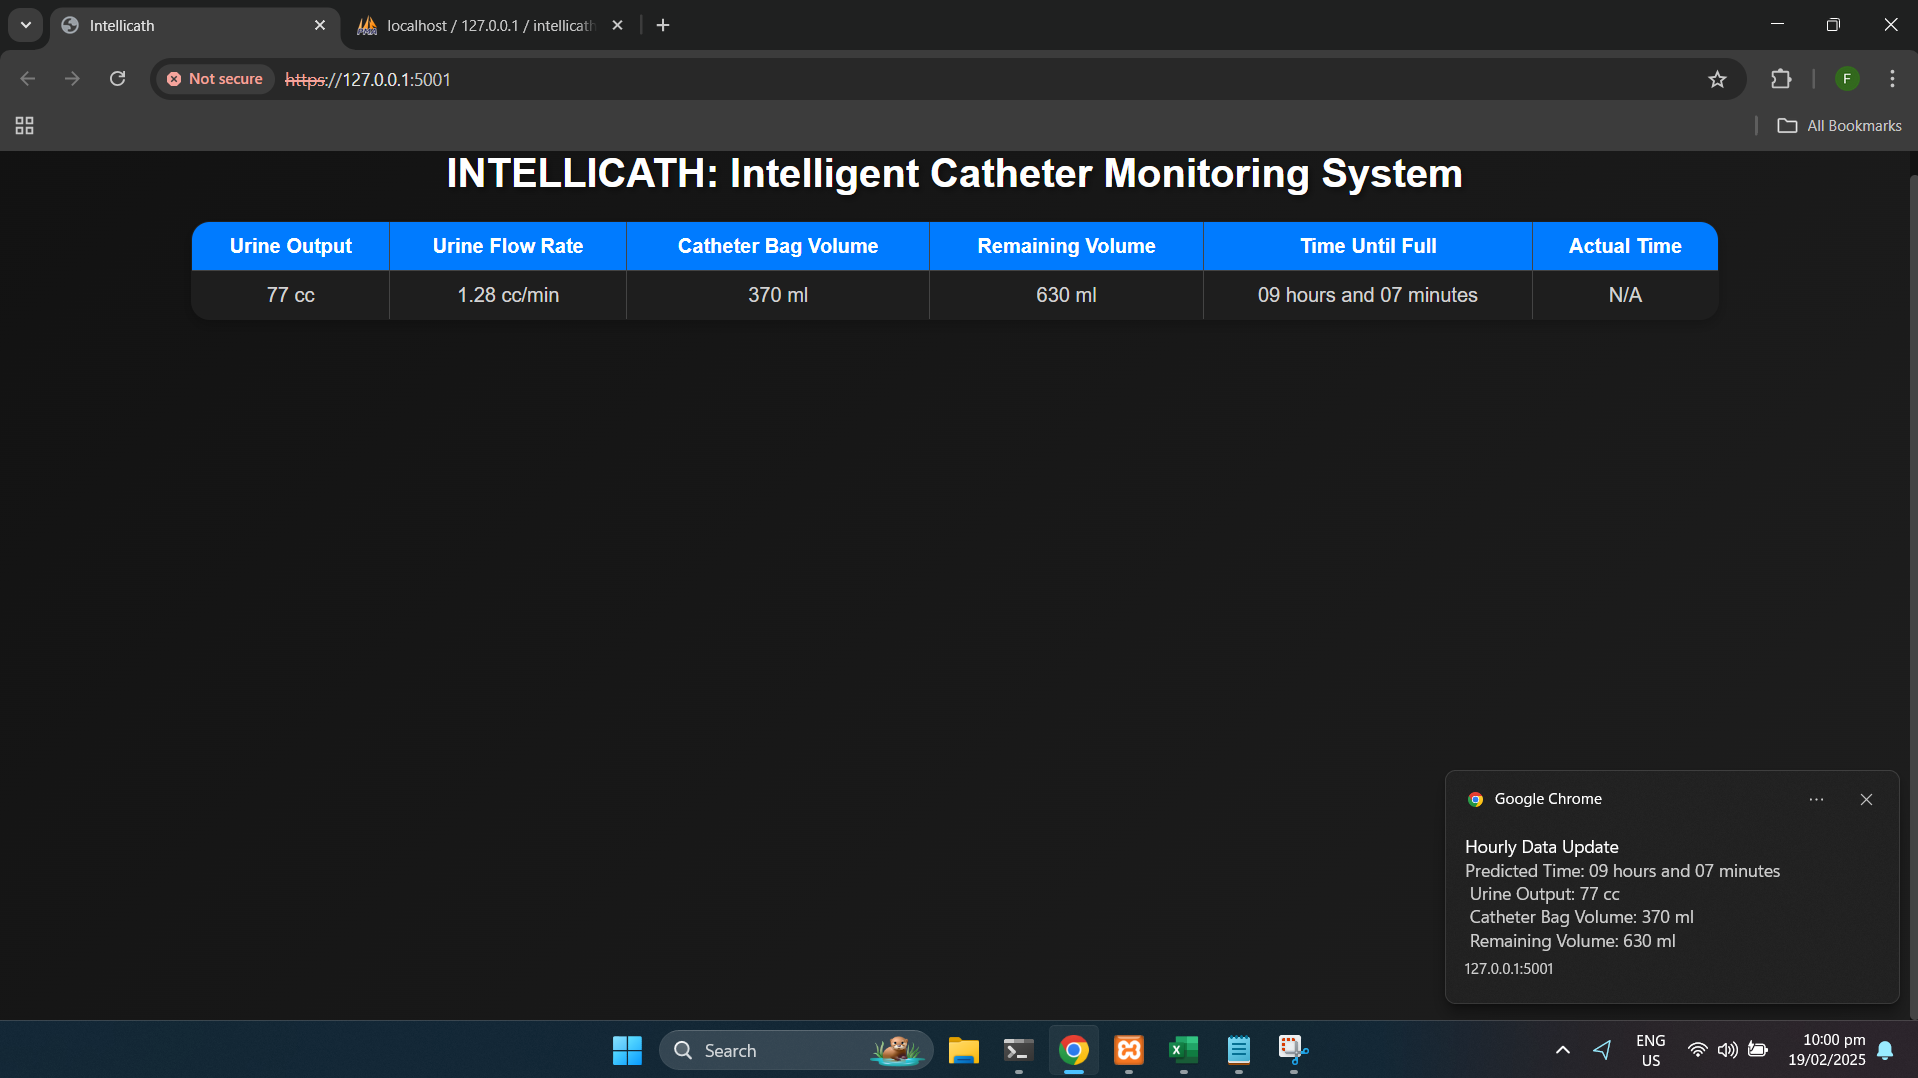 Intellicath
localhost / 127.0.0.1 / intellicath
Not secure
https://127.0.0.1:5001
F
All Bookmarks
INTELLICATH: Intelligent Catheter Monitoring System
Urine Output Urine Flow Rate Catheter Bag Volume Remaining Volume Time Until Full Actual Time
77 cc 1.28 cc/min 370 ml 630 ml 09 hours and 07 minutes N/A
Google Chrome
Hourly Data Update
Predicted Time: 09 hours and 07 minutes
Urine Output: 77 cc
Catheter Bag Volume: 370 ml
Remaining Volume: 630 ml
127.0.0.1:5001
Search
ENG
US
10:00 pm
19/02/2025